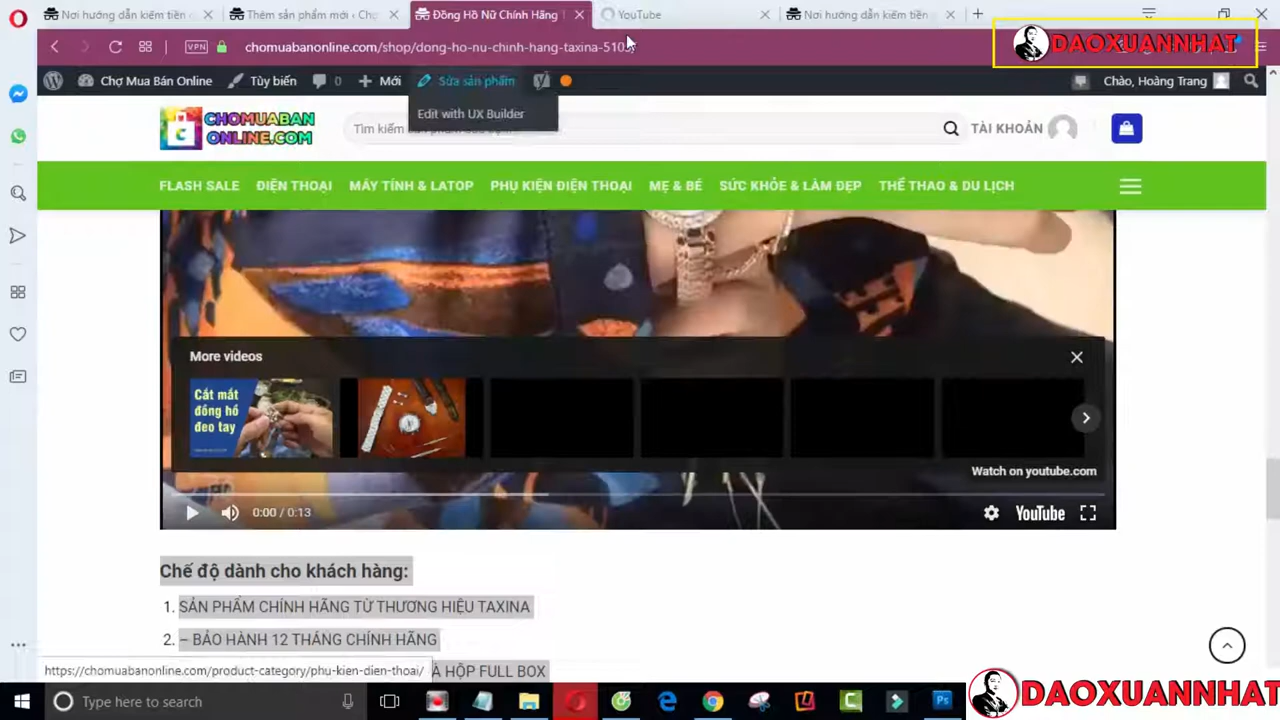 Nơi hướng dẫn kiếm tiền
Thêm sản phẩm mới ‹ Chợ
Đồng Hồ Nữ Chính Hãng
YouTube
Nơi hướng dẫn kiếm tiền
VPN
chomuabanonline.com/shop/dong-ho-nu-chinh-hang-taxina-5103
DAOXUANNHAT
Chợ Mua Bán Online
Tùy biến
0
Mới
Sửa sản phẩm
Chào, Hoàng Trang
Edit with UX Builder
CHOMUABAN
ONLINE.COM
Tìm kiếm
TÀI KHOẢN
FLASH SALE
ĐIỆN THOẠI
MÁY TÍNH & LATOP
PHỤ KIỆN ĐIỆN THOẠI
MẸ & BÉ
SỨC KHỎE & LÀM ĐẸP
THỂ THAO & DU LỊCH
More videos
Cắt mắt
đồng hồ
đeo tay
Watch on youtube.com
0:00 / 0:13
YouTube
Chế độ dành cho khách hàng:
1. SẢN PHẨM CHÍNH HÃNG TỪ THƯƠNG HIỆU TAXINA
2. – BẢO HÀNH 12 THÁNG CHÍNH HÃNG
https://chomuabanonline.com/product-category/phu-kien-dien-thoai/
À HỘP FULL BOX
Type here to search
DAOXUANNHAT